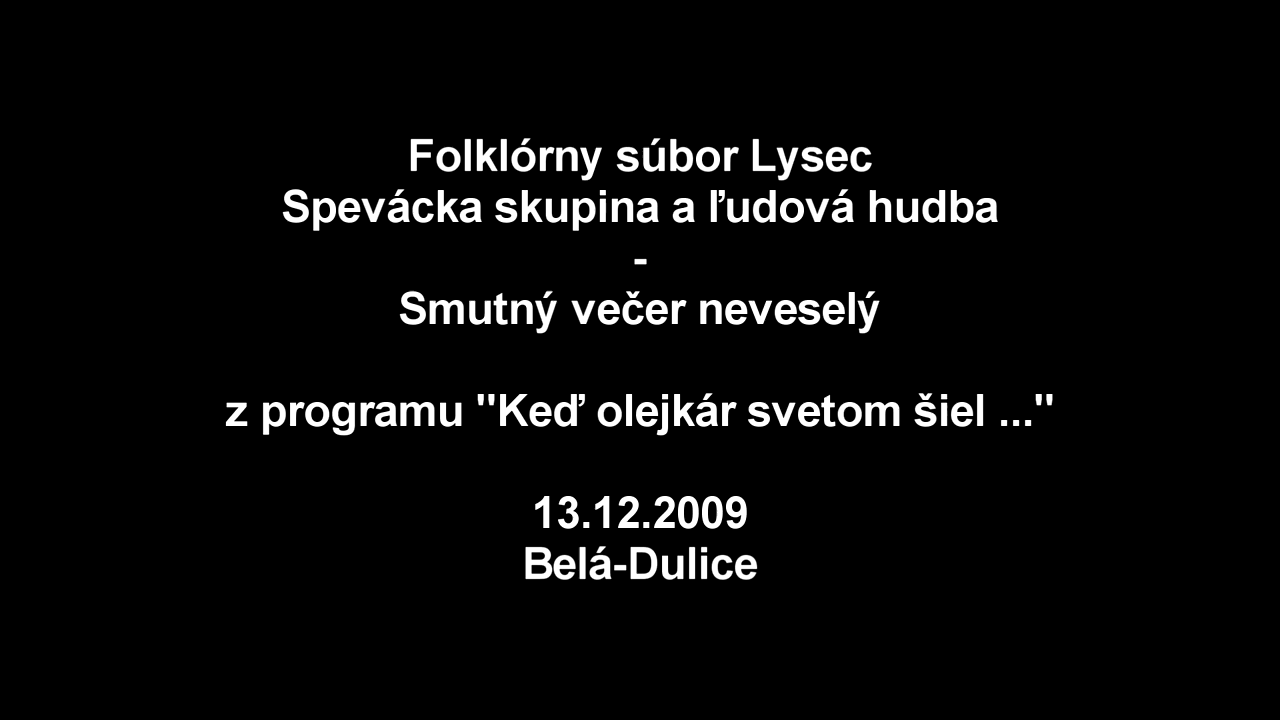 Folklórny súbor Lysec
Spevácka skupina a ľudová hudba
-
Smutný večer neveselý
z programu "Keď olejkár svetom šiel ..."
13.12.2009
Belá-Dulice